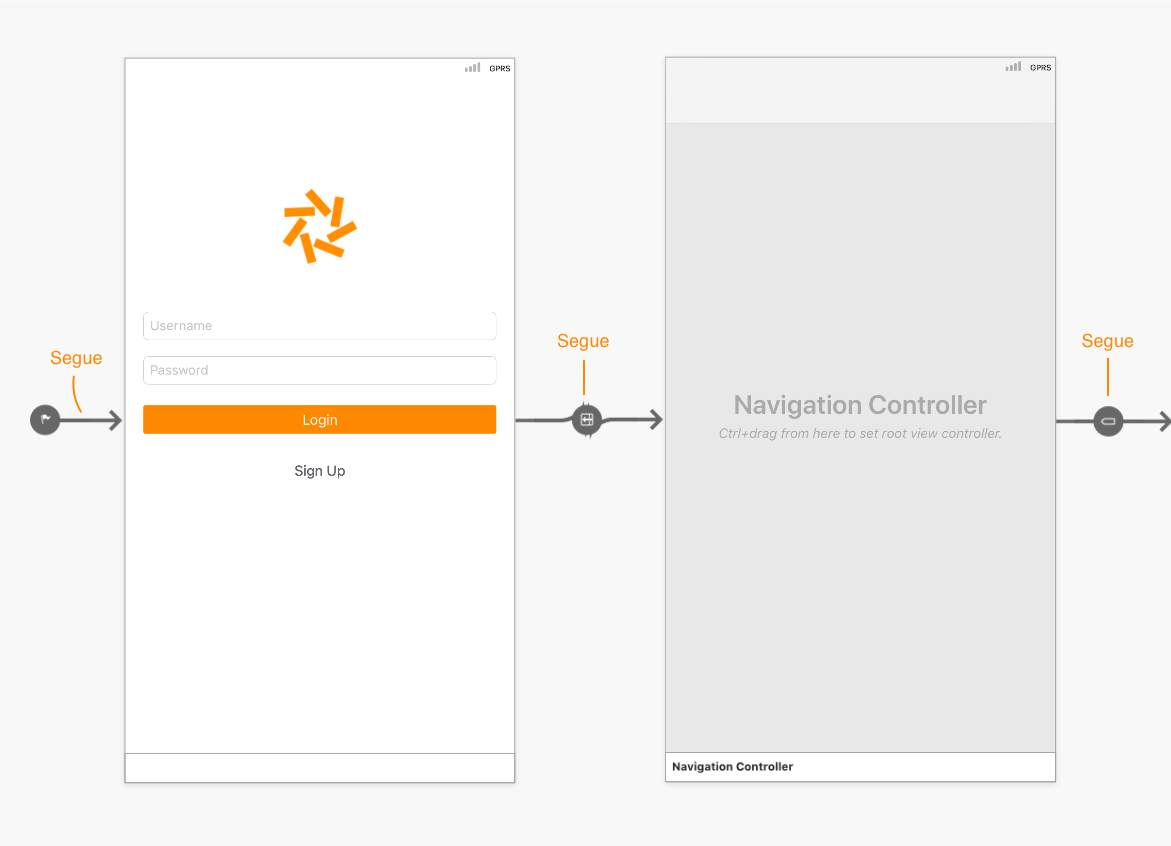 GPRS
GPRS
Segue
Username
Password
Login
Sign Up
Segue
Navigation Controller
Ctrl+drag from here to set root view controller.
Segue
Navigation Controller